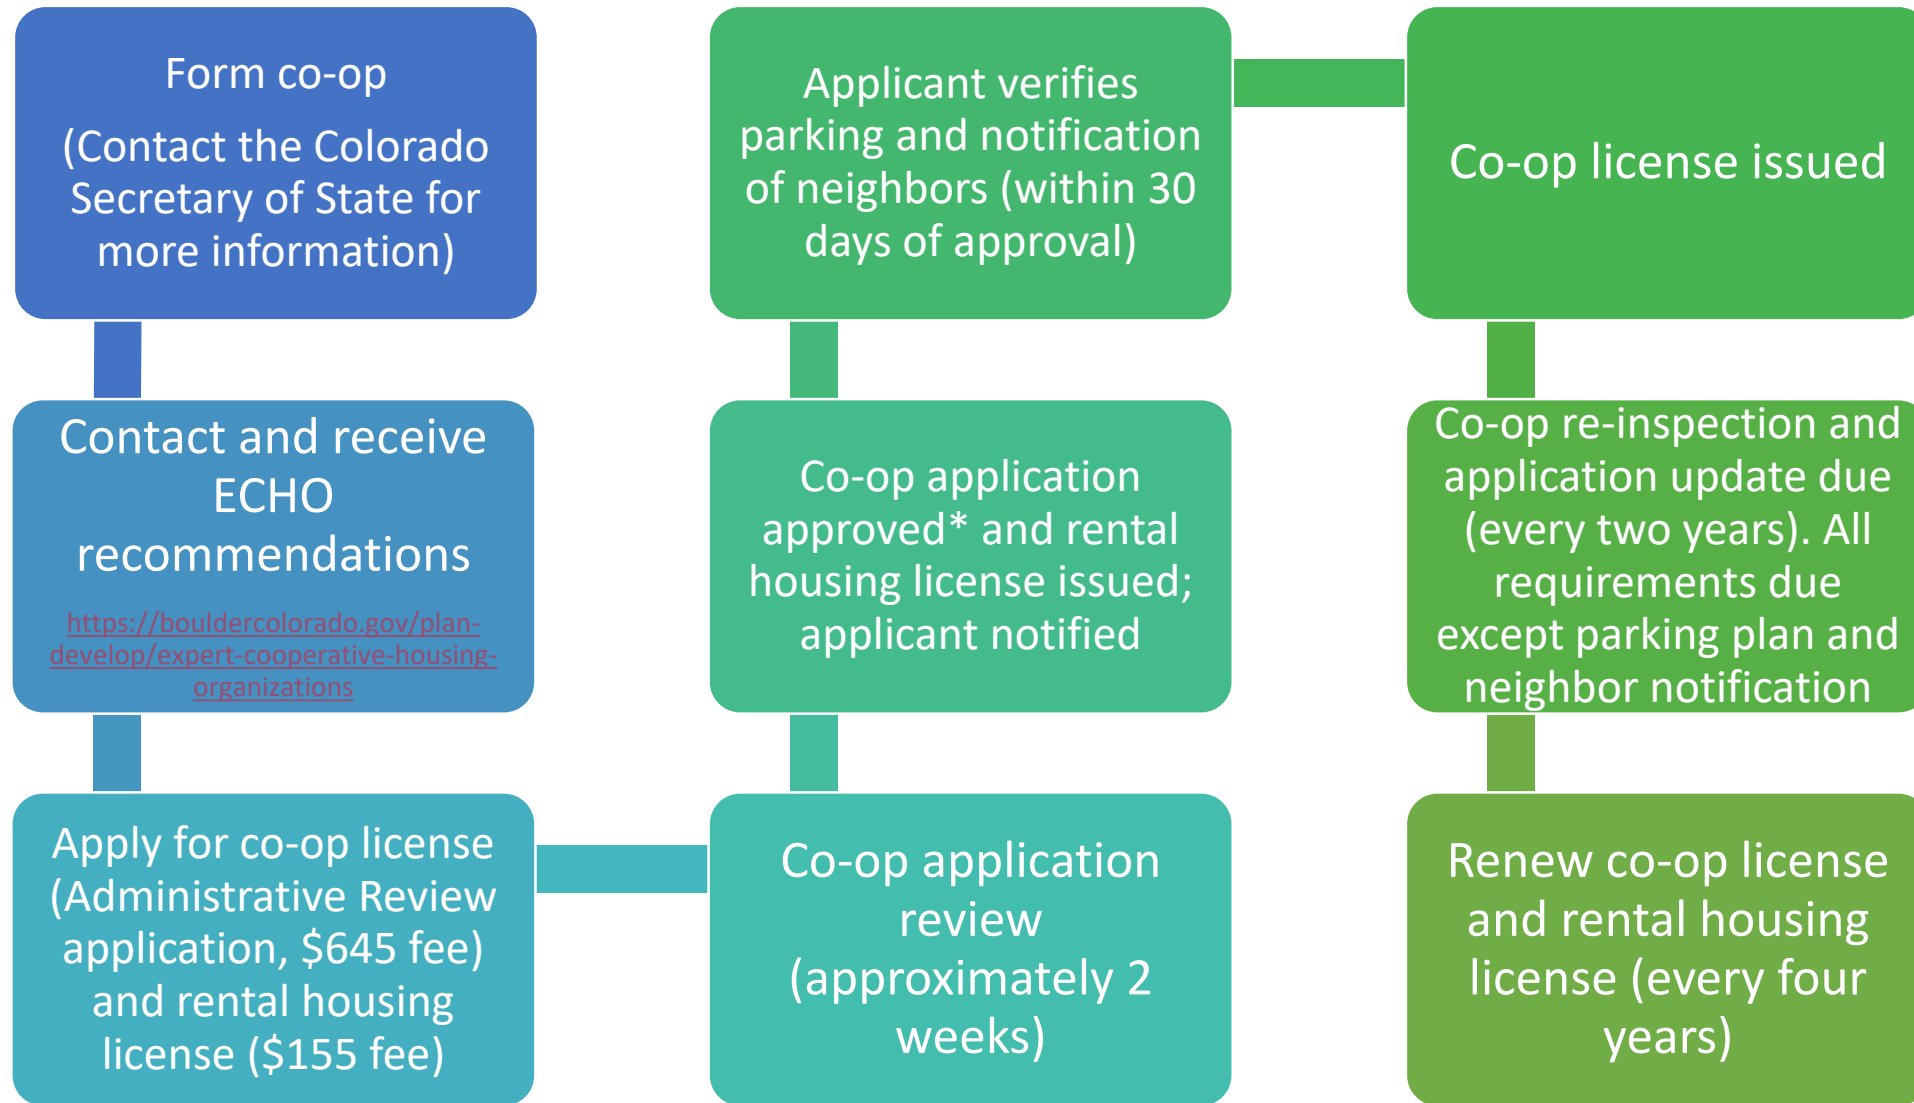 Form co-op
(Contact the Colorado
Secretary of State for
more information)
Contact and receive
ECHO
recommendations
https://bouldercolorado.gov/plan-
develop/expert-cooperative-housing-
organizations
Apply for co-op license
(Administrative Review
application, $645 fee)
and rental housing
license ($155 fee)
Co-op application
review
(approximately 2
weeks)
Co-op application
approved* and rental
housing license issued;
applicant notified
Applicant verifies
parking and notification
of neighbors (within 30
days of approval)
Co-op license issued
Co-op re-inspection and
application update due
(every two years). All
requirements due
except parking plan and
neighbor notification
Renew co-op license
and rental housing
license (every four
years)